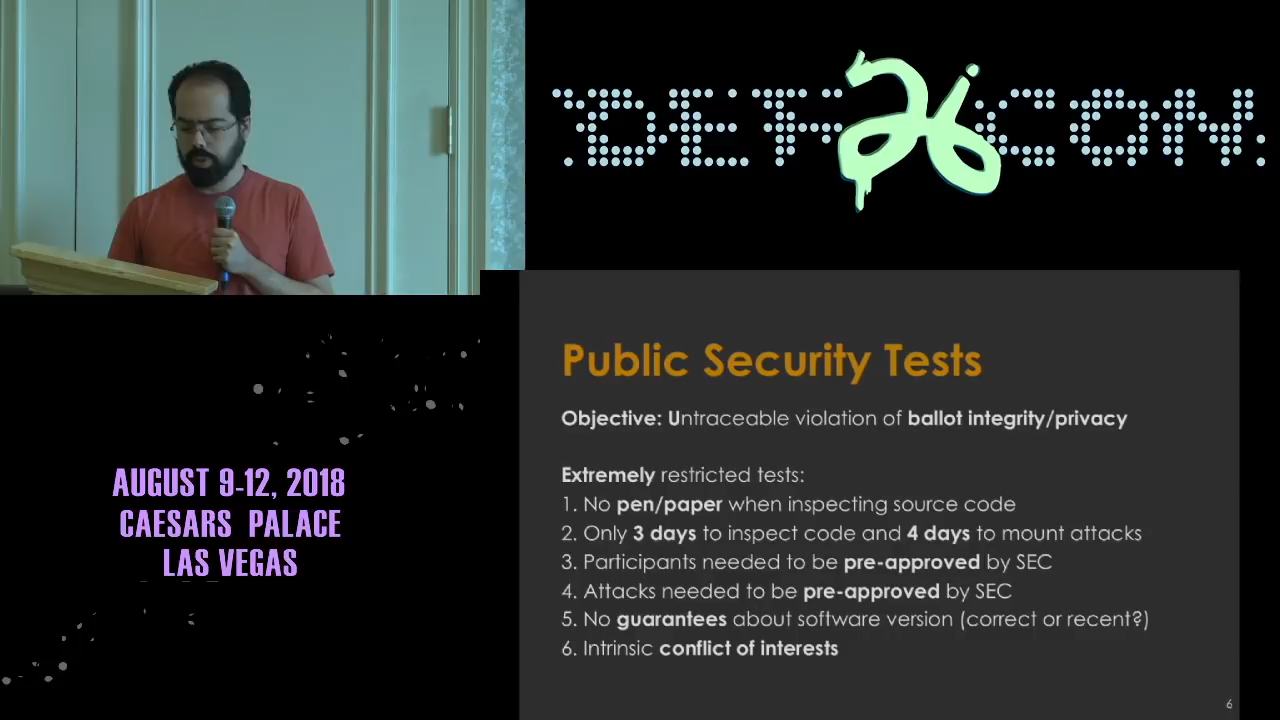 DEF CON
26
AUGUST 9-12, 2018
CAESARS PALACE
LAS VEGAS
Public Security Tests
Objective: Untraceable violation of ballot integrity/privacy
Extremely restricted tests:
1. No pen/paper when inspecting source code
2. Only 3 days to inspect code and 4 days to mount attacks
3. Participants needed to be pre-approved by SEC
4. Attacks needed to be pre-approved by SEC
5. No guarantees about software version (correct or recent?)
6. Intrinsic conflict of interests
6